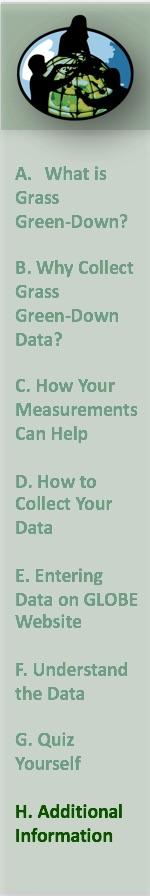 A.  What is
Grass
Green-Down?
B. Why Collect
Grass
Green-Down
Data?
C. How Your
Measurements
Can Help
D. How to
Collect Your
Data
E. Entering
Data on GLOBE
Website
F. Understand
the Data
G. Quiz
Yourself
H. Additional
Information